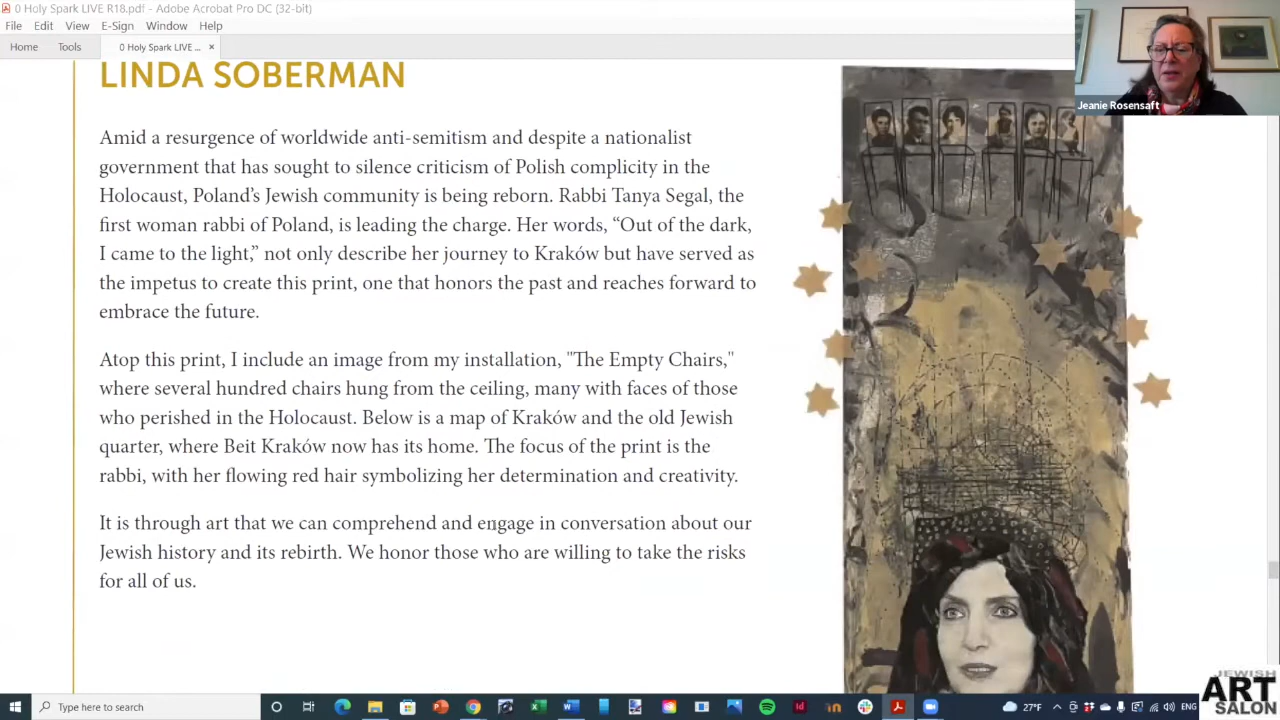 0 Holy Spark LIVE R18.pdf - Adobe Acrobat Pro DC (32-bit)
File Edit View E-Sign Window Help
Home Tools 0 Holy Spark LIVE ... ×
Jeanie Rosensaft
LINDA SOBERMAN
Amid a resurgence of worldwide anti-semitism and despite a nationalist
government that has sought to silence criticism of Polish complicity in the
Holocaust, Poland’s Jewish community is being reborn. Rabbi Tanya Segal, the
first woman rabbi of Poland, is leading the charge. Her words, “Out of the dark,
I came to the light,” not only describe her journey to Kraków but have served as
the impetus to create this print, one that honors the past and reaches forward to
embrace the future.
Atop this print, I include an image from my installation, "The Empty Chairs,"
where several hundred chairs hung from the ceiling, many with faces of those
who perished in the Holocaust. Below is a map of Kraków and the old Jewish
quarter, where Beit Kraków now has its home. The focus of the print is the
rabbi, with her flowing red hair symbolizing her determination and creativity.
It is through art that we can comprehend and engage in conversation about our
Jewish history and its rebirth. We honor those who are willing to take the risks
for all of us.
JEWISH
ART
SALON
Type here to search
27°F
ENG